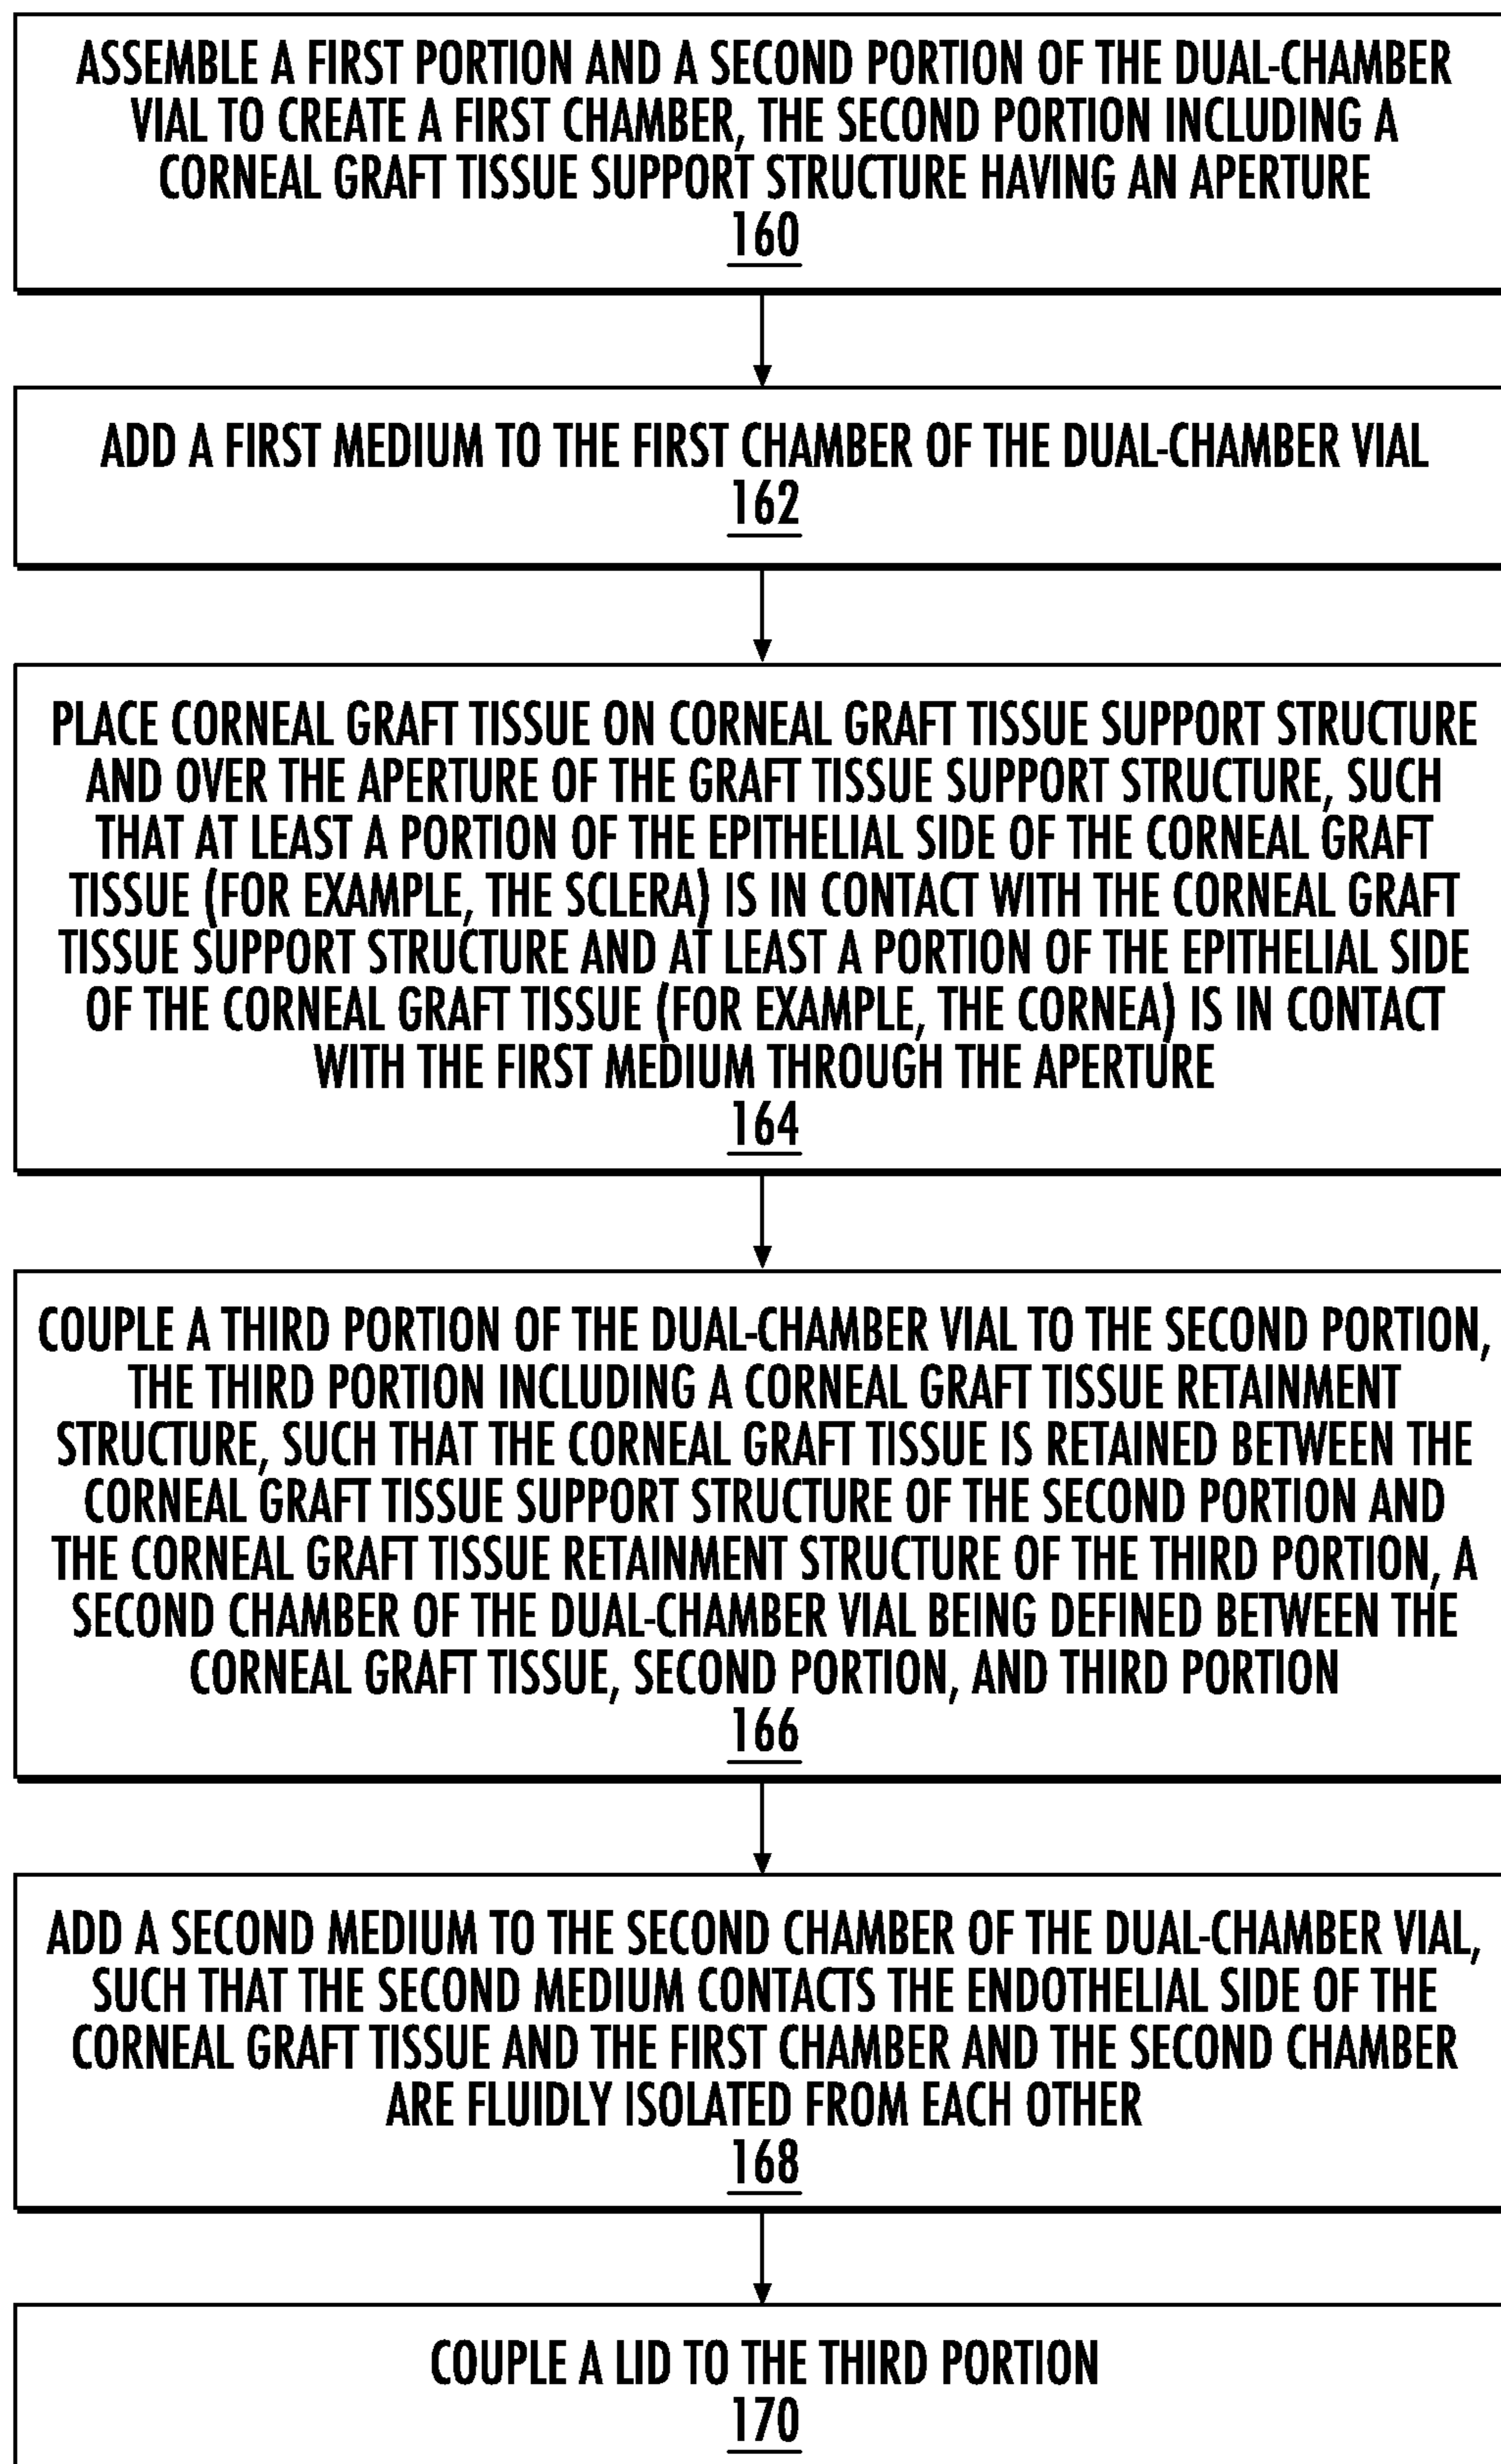 ASSEMBLE A FIRST PORTION AND A SECOND PORTION OF THE DUAL-CHAMBER
VIAL TO CREATE A FIRST CHAMBER, THE SECOND PORTION INCLUDING A
CORNEAL GRAFT TISSUE SUPPORT STRUCTURE HAVING AN APERTURE
160
ADD A FIRST MEDIUM TO THE FIRST CHAMBER OF THE DUAL-CHAMBER VIAL
162
PLACE CORNEAL GRAFT TISSUE ON CORNEAL GRAFT TISSUE SUPPORT STRUCTURE
AND OVER THE APERTURE OF THE GRAFT TISSUE SUPPORT STRUCTURE, SUCH
THAT AT LEAST A PORTION OF THE EPITHELIAL SIDE OF THE CORNEAL GRAFT
TISSUE (FOR EXAMPLE, THE SCLERA) IS IN CONTACT WITH THE CORNEAL GRAFT
TISSUE SUPPORT STRUCTURE AND AT LEAST A PORTION OF THE EPITHELIAL SIDE
OF THE CORNEAL GRAFT TISSUE (FOR EXAMPLE, THE CORNEA) IS IN CONTACT
WITH THE FIRST MEDIUM THROUGH THE APERTURE
164
COUPLE A THIRD PORTION OF THE DUAL-CHAMBER VIAL TO THE SECOND PORTION,
THE THIRD PORTION INCLUDING A CORNEAL GRAFT TISSUE RETAINMENT
STRUCTURE, SUCH THAT THE CORNEAL GRAFT TISSUE IS RETAINED BETWEEN THE
CORNEAL GRAFT TISSUE SUPPORT STRUCTURE OF THE SECOND PORTION AND
THE CORNEAL GRAFT TISSUE RETAINMENT STRUCTURE OF THE THIRD PORTION, A
SECOND CHAMBER OF THE DUAL-CHAMBER VIAL BEING DEFINED BETWEEN THE
CORNEAL GRAFT TISSUE, SECOND PORTION, AND THIRD PORTION
166
ADD A SECOND MEDIUM TO THE SECOND CHAMBER OF THE DUAL-CHAMBER VIAL,
SUCH THAT THE SECOND MEDIUM CONTACTS THE ENDOTHELIAL SIDE OF THE
CORNEAL GRAFT TISSUE AND THE FIRST CHAMBER AND THE SECOND CHAMBER
ARE FLUIDLY ISOLATED FROM EACH OTHER
168
COUPLE A LID TO THE THIRD PORTION
170